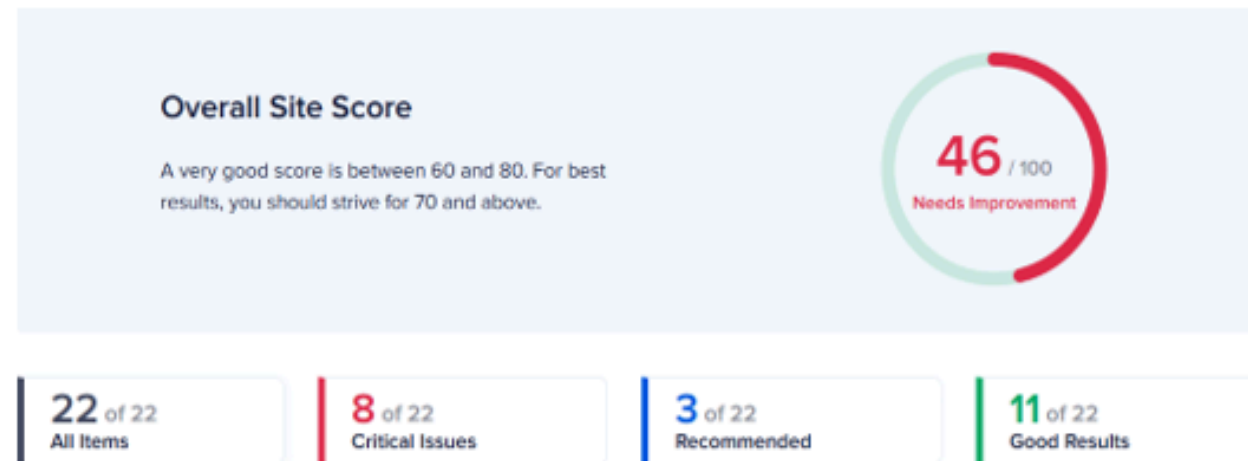 Overall Site Score
A very good score is between 60 and 80. For best
results, you should strive for 70 and above.
46 / 100
Needs Improvement
22 of 22
All Items
8 of 22
Critical Issues
3 of 22
Recommended
11 of 22
Good Results